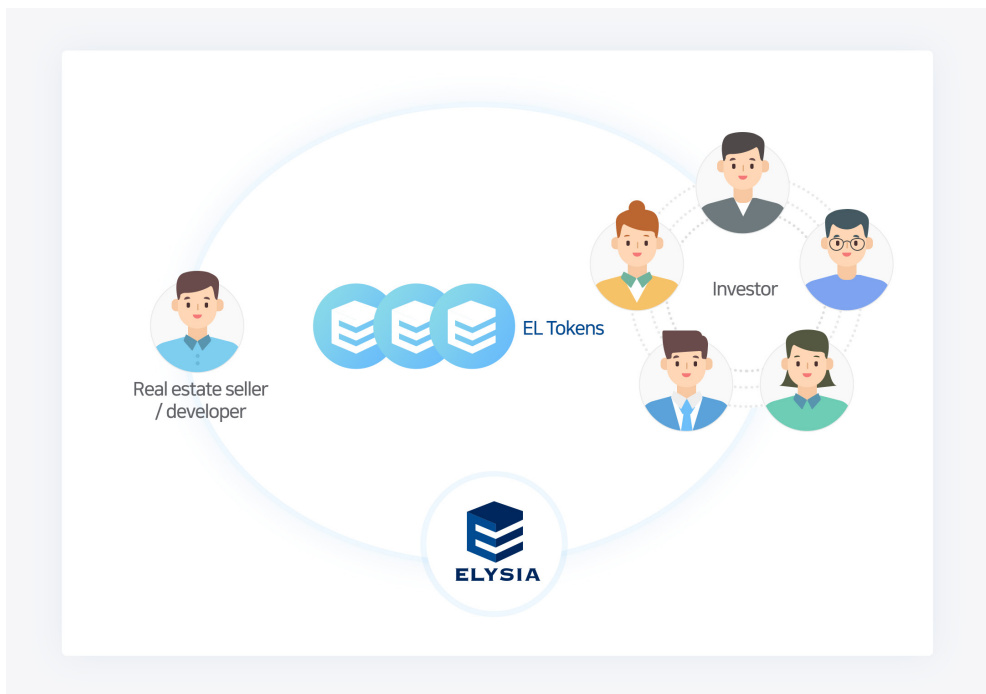 Investor
EL Tokens
Real estate seller
/ developer
ELYSIA